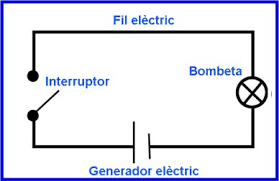 Fil elèctric
Bombeta
Interruptor
Generador elèctric